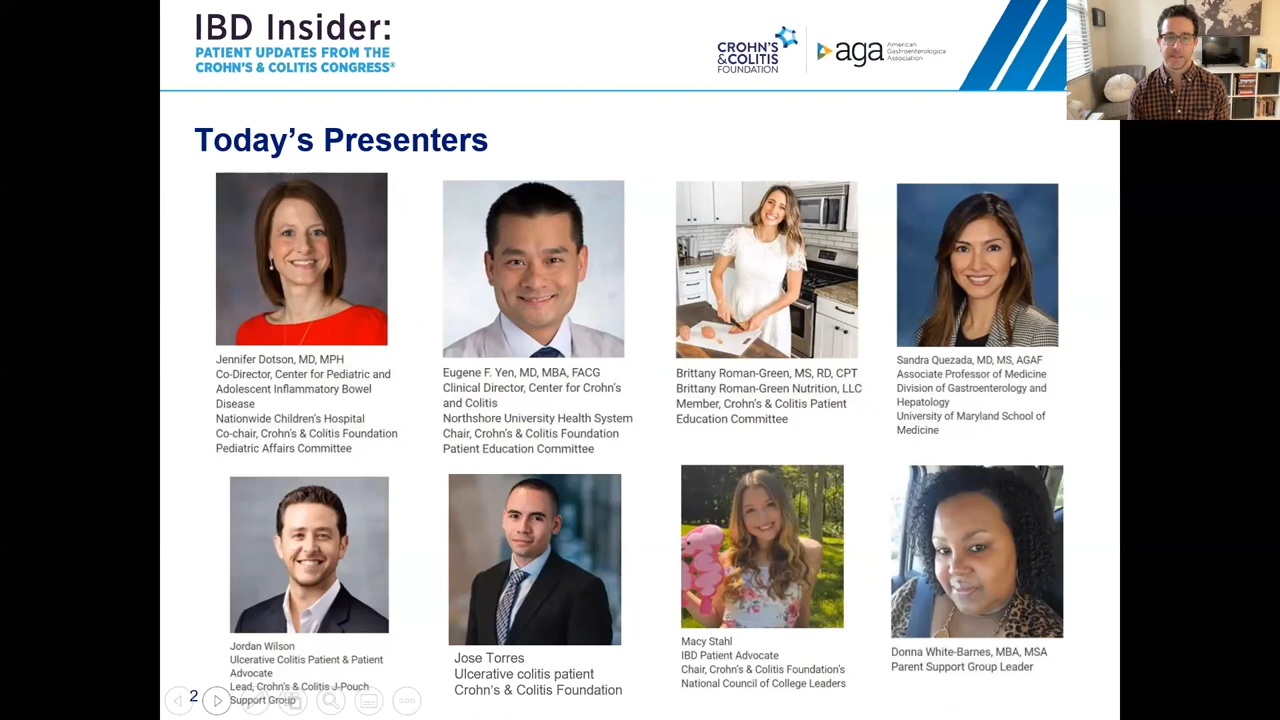 IBD Insider:
PATIENT UPDATES FROM THE
CROHN'S & COLITIS CONGRESS®
CROHN'S
& COLITIS
FOUNDATION
aga
American
Gastroenterological
Association
Today's Presenters
Jennifer Dotson, MD, MPH
Co-Director, Center for Pediatric and
Adolescent Inflammatory Bowel
Disease
Nationwide Children's Hospital
Co-chair, Crohn's & Colitis Foundation
Pediatric Affairs Committee
Eugene F. Yen, MD, MBA, FACG
Clinical Director, Center for Crohn's
and Colitis
Northshore University Health System
Chair, Crohn's & Colitis Foundation
Patient Education Committee
Brittany Roman-Green, MS, RD, CPT
Brittany Roman-Green Nutrition, LLC
Member, Crohn's & Colitis Patient
Education Committee
Sandra Quezada, MD, MS, AGAF
Associate Professor of Medicine
Division of Gastroenterology and
Hepatology
University of Maryland School of
Medicine
Jordan Wilson
Ulcerative Colitis Patient & Patient
Advocate
Lead, Crohn's & Colitis J-Pouch
Support Group
Jose Torres
Ulcerative colitis patient
Crohn's & Colitis Foundation
Macy Stahl
IBD Patient Advocate
Chair, Crohn's & Colitis Foundation's
National Council of College Leaders
Donna White-Barnes, MBA, MSA
Parent Support Group Leader
2